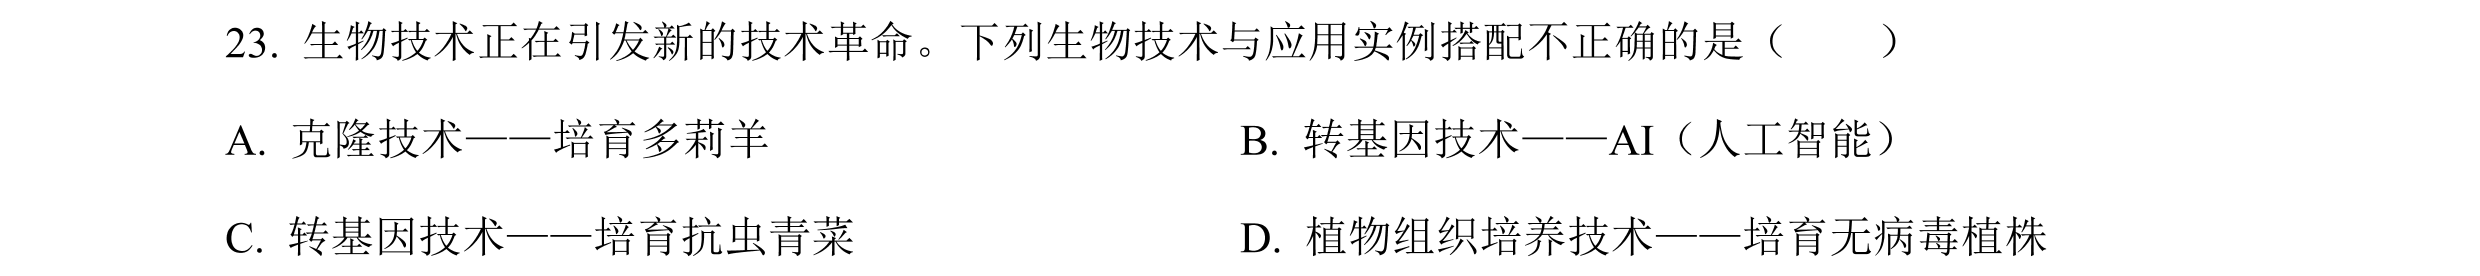 23. 生物技术正在引发新的技术革命。下列生物技术与应用实例搭配不正确的是（　　）
A. 克隆技术——培育多莉羊　　B. 转基因技术——AI（人工智能）
C. 转基因技术——培育抗虫青菜　　D. 植物组织培养技术——培育无病毒植株